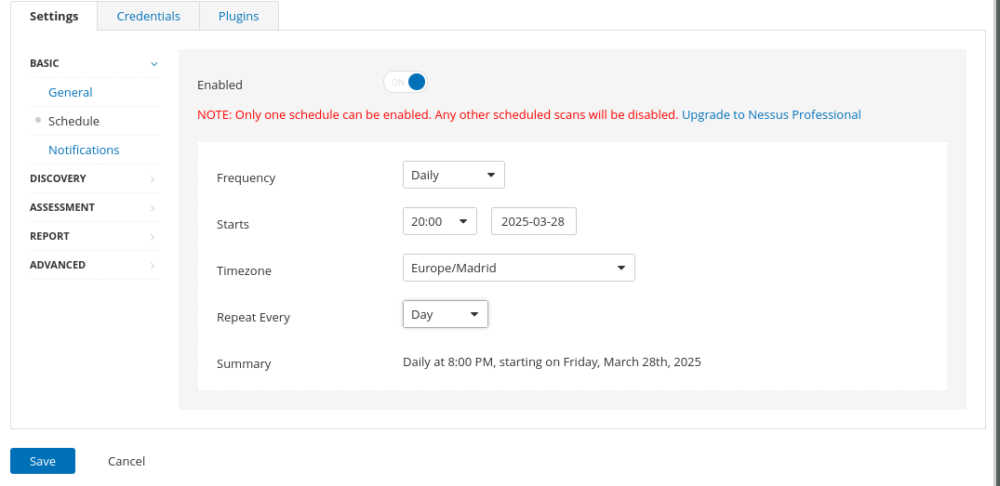 Settings
Credentials
Plugins
BASIC
General
Schedule
Notifications
DISCOVERY
ASSESSMENT
REPORT
ADVANCED
Enabled
ON
NOTE: Only one schedule can be enabled. Any other scheduled scans will be disabled. Upgrade to Nessus Professional
Frequency
Daily
Starts
20:00
2025-03-28
Timezone
Europe/Madrid
Repeat Every
Day
Summary
Daily at 8:00 PM, starting on Friday, March 28th, 2025
Save
Cancel